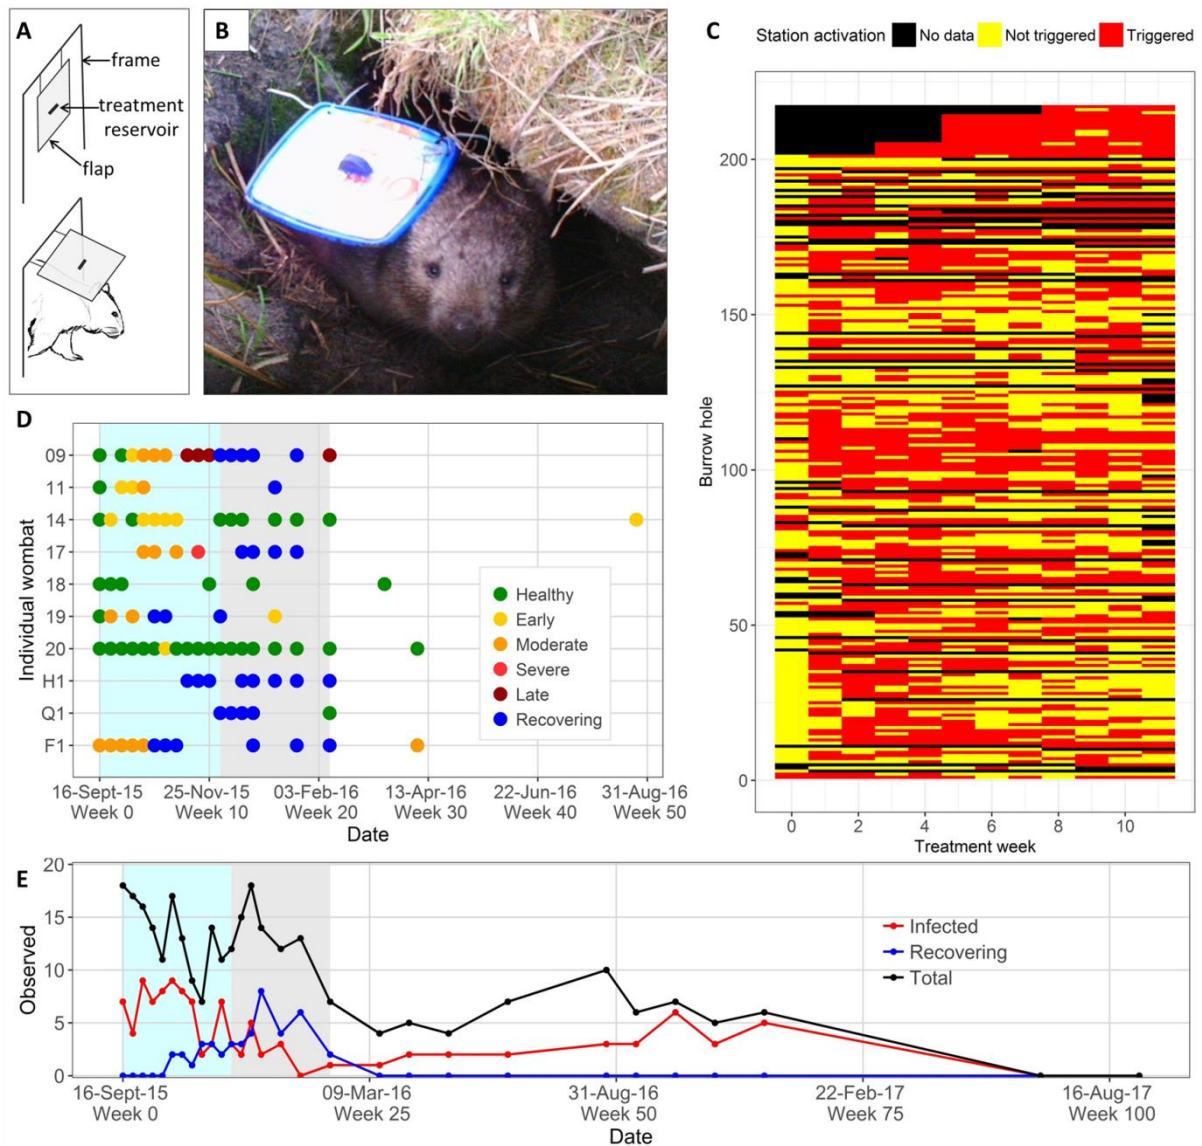 A
frame
treatment
reservoir
flap
B
C
Station activation No data Not triggered Triggered
Burrow hole
200
150
100
50
0
0 2 4 6 8 10
Treatment week
D
Individual wombat
09
11
14
17
18
19
20
H1
Q1
F1
Healthy
Early
Moderate
Severe
Late
Recovering
16-Sept-15 25-Nov-15 03-Feb-16 13-Apr-16 22-Jun-16 31-Aug-16
Week 0 Week 10 Week 20 Week 30 Week 40 Week 50
Date
E
Observed
20
15
10
5
0
Infected
Recovering
Total
16-Sept-15 09-Mar-16 31-Aug-16 22-Feb-17 16-Aug-17
Week 0 Week 25 Week 50 Week 75 Week 100
Date